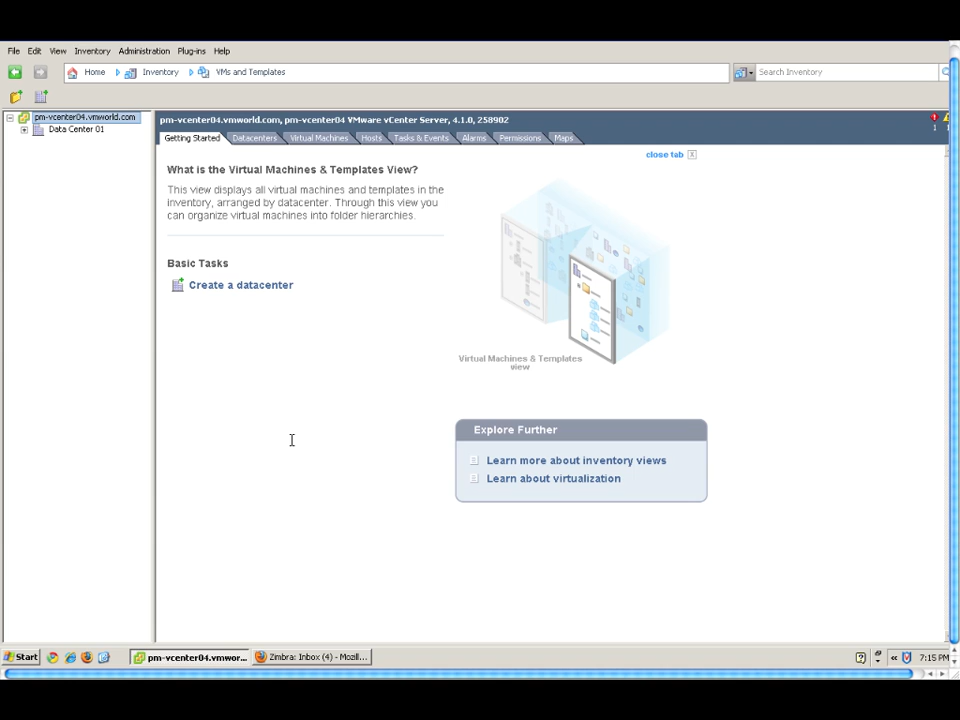 File Edit View Inventory Administration Plug-ins Help
Home Inventory VMs and Templates Search Inventory
pm-vcenter04.vmworld.com
Data Center 01
pm-vcenter04.vmworld.com, pm-vcenter04 VMware vCenter Server, 4.1.0, 258902
Getting Started Datacenters Virtual Machines Hosts Tasks & Events Alarms Permissions Maps
close tab X
What is the Virtual Machines & Templates View?
This view displays all virtual machines and templates in the
inventory, arranged by datacenter. Through this view you
can organize virtual machines into folder hierarchies.
Basic Tasks
Create a datacenter
Virtual Machines & Templates
view
Explore Further
Learn more about inventory views
Learn about virtualization
Start pm-vcenter04.vmwor... Zimbra: Inbox (4) - Mozill... 7:15 PM